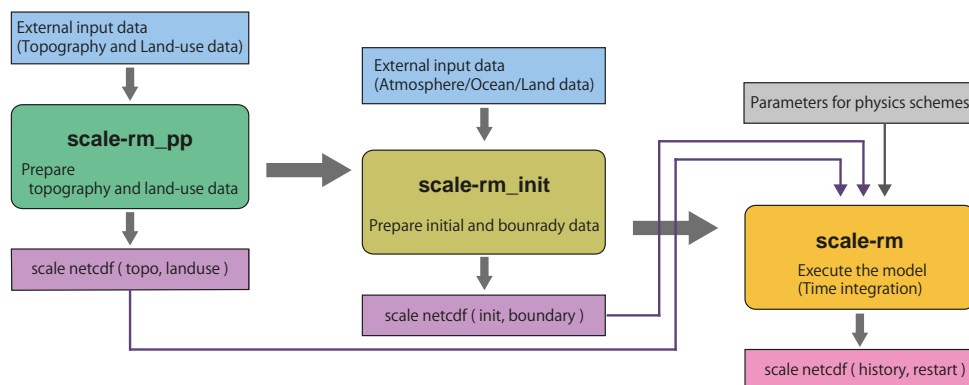 External input data
(Topography and Land-use data)
scale-rm_pp
Prepare
topography and land-use data
scale netcdf ( topo, landuse )
External input data
(Atmosphere/Ocean/Land data)
scale-rm_init
Prepare initial and bounrady data
scale netcdf ( init, boundary )
Parameters for physics schemes
scale-rm
Execute the model
(Time integration)
scale netcdf ( history, restart )